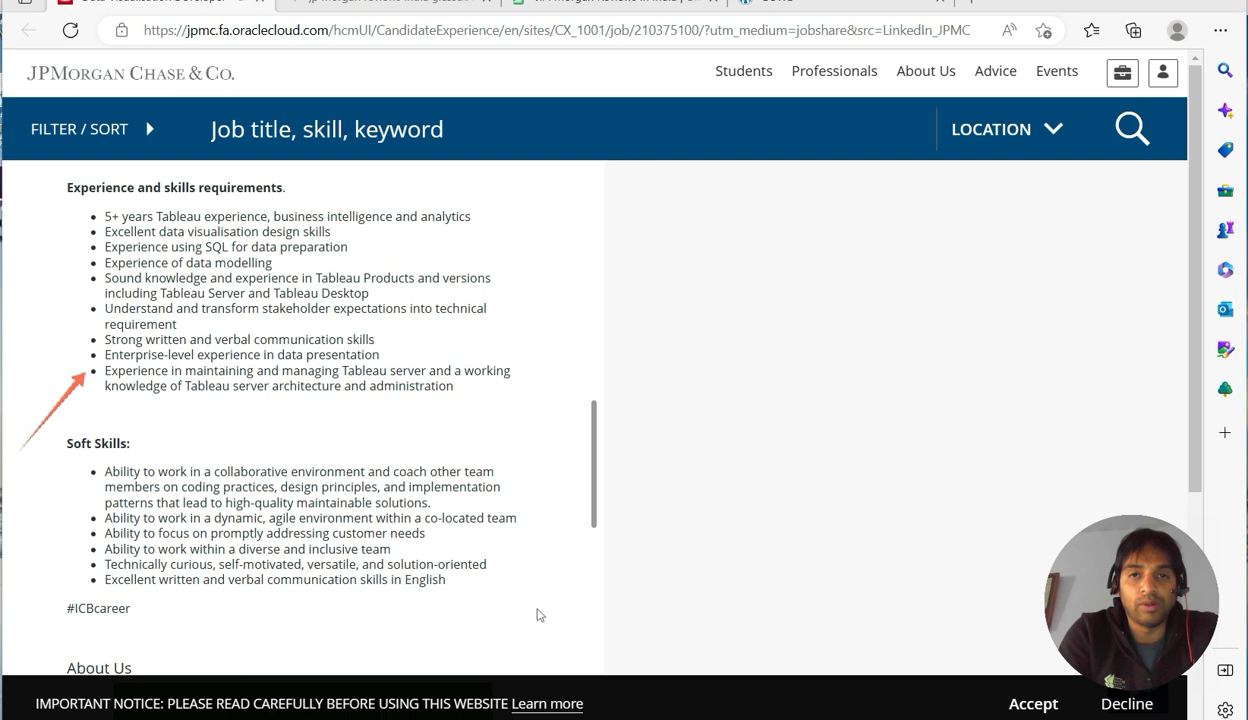 https://jpmc.fa.oraclecloud.com/hcmUI/CandidateExperience/en/sites/CX_1001/job/210375100/?utm_medium=jobshare&src=LinkedIn_JPMC
JPMORGAN CHASE & CO.
Students Professionals About Us Advice Events
FILTER / SORT Job title, skill, keyword LOCATION
Experience and skills requirements.
• 5+ years Tableau experience, business intelligence and analytics
• Excellent data visualisation design skills
• Experience using SQL for data preparation
• Experience of data modelling
• Sound knowledge and experience in Tableau Products and versions
including Tableau Server and Tableau Desktop
• Understand and transform stakeholder expectations into technical
requirement
• Strong written and verbal communication skills
• Enterprise-level experience in data presentation
• Experience in maintaining and managing Tableau server and a working
knowledge of Tableau server architecture and administration
Soft Skills:
• Ability to work in a collaborative environment and coach other team
members on coding practices, design principles, and implementation
patterns that lead to high-quality maintainable solutions.
• Ability to work in a dynamic, agile environment within a co-located team
• Ability to focus on promptly addressing customer needs
• Ability to work within a diverse and inclusive team
• Technically curious, self-motivated, versatile, and solution-oriented
• Excellent written and verbal communication skills in English
#ICBcareer
About Us
IMPORTANT NOTICE: PLEASE READ CAREFULLY BEFORE USING THIS WEBSITE Learn more Accept Decline